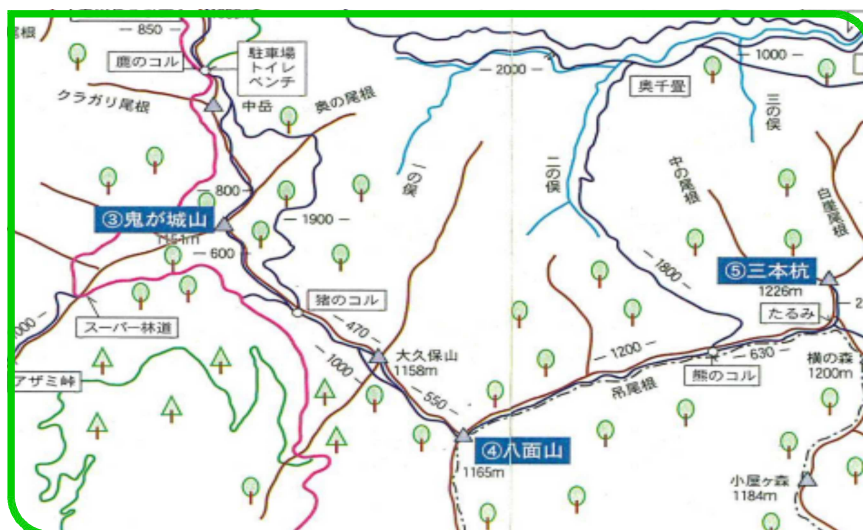 850
尾根
鹿のコル
駐車場
トイレ
ベンチ
クラガリ尾根
中岳
奥の尾根
2000
奥千畳
1000
三の俣
一の俣
二の俣
中の尾根
白崖尾根
800
③鬼が城山
1151m
1900
600
1800
⑤三本杭
1226m
猪のコル
スーパー林道
470
たるみ
2
大久保山
1158m
1200
630
横の森
1200m
熊のコル
1000
アザミ峠
550
吊尾根
④八面山
1165m
小屋ヶ森
1184m